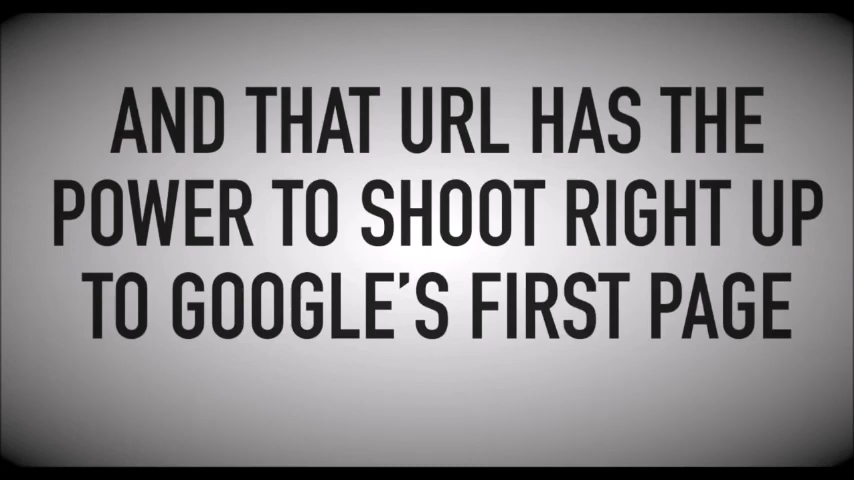 AND THAT URL HAS THE
POWER TO SHOOT RIGHT UP
TO GOOGLE'S FIRST PAGE